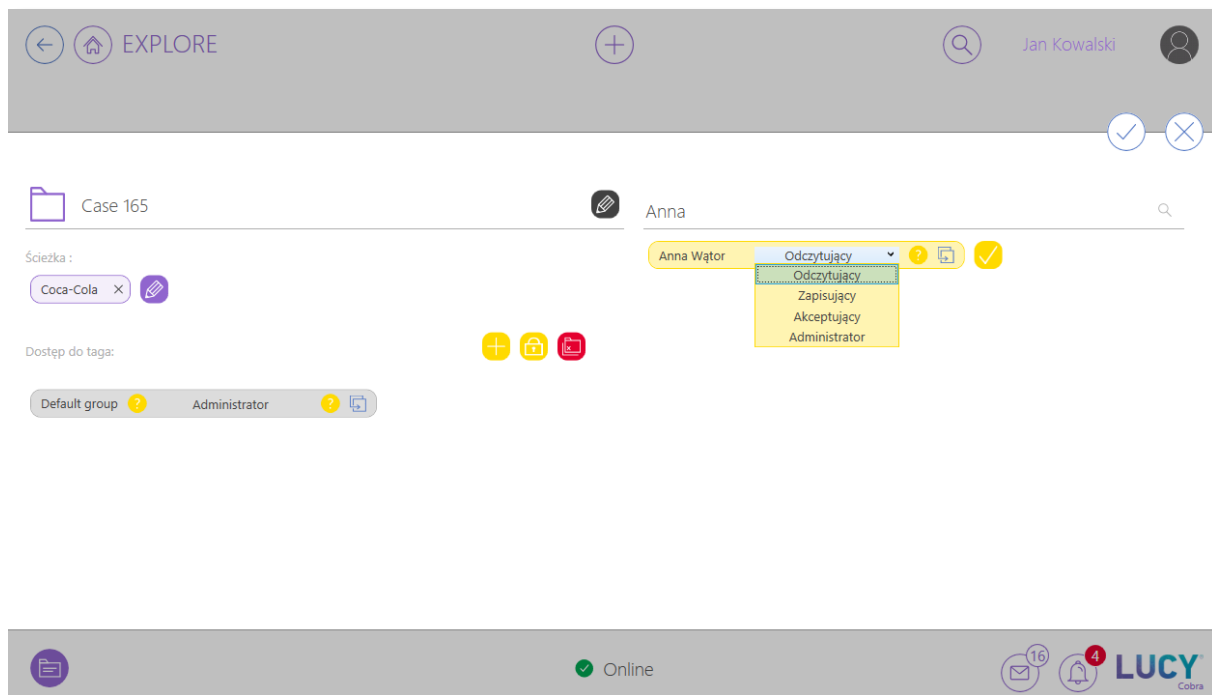 EXPLORE
Jan Kowalski
Case 165
Anna
Ścieżka :
Anna Wątor Odczytujący ?
Coca-Cola
Odczytujący
Zapisujący
Akceptujący
Administrator
Dostęp do taga:
Default group ? Administrator ?
Online
16
4
LUCY
Cobra